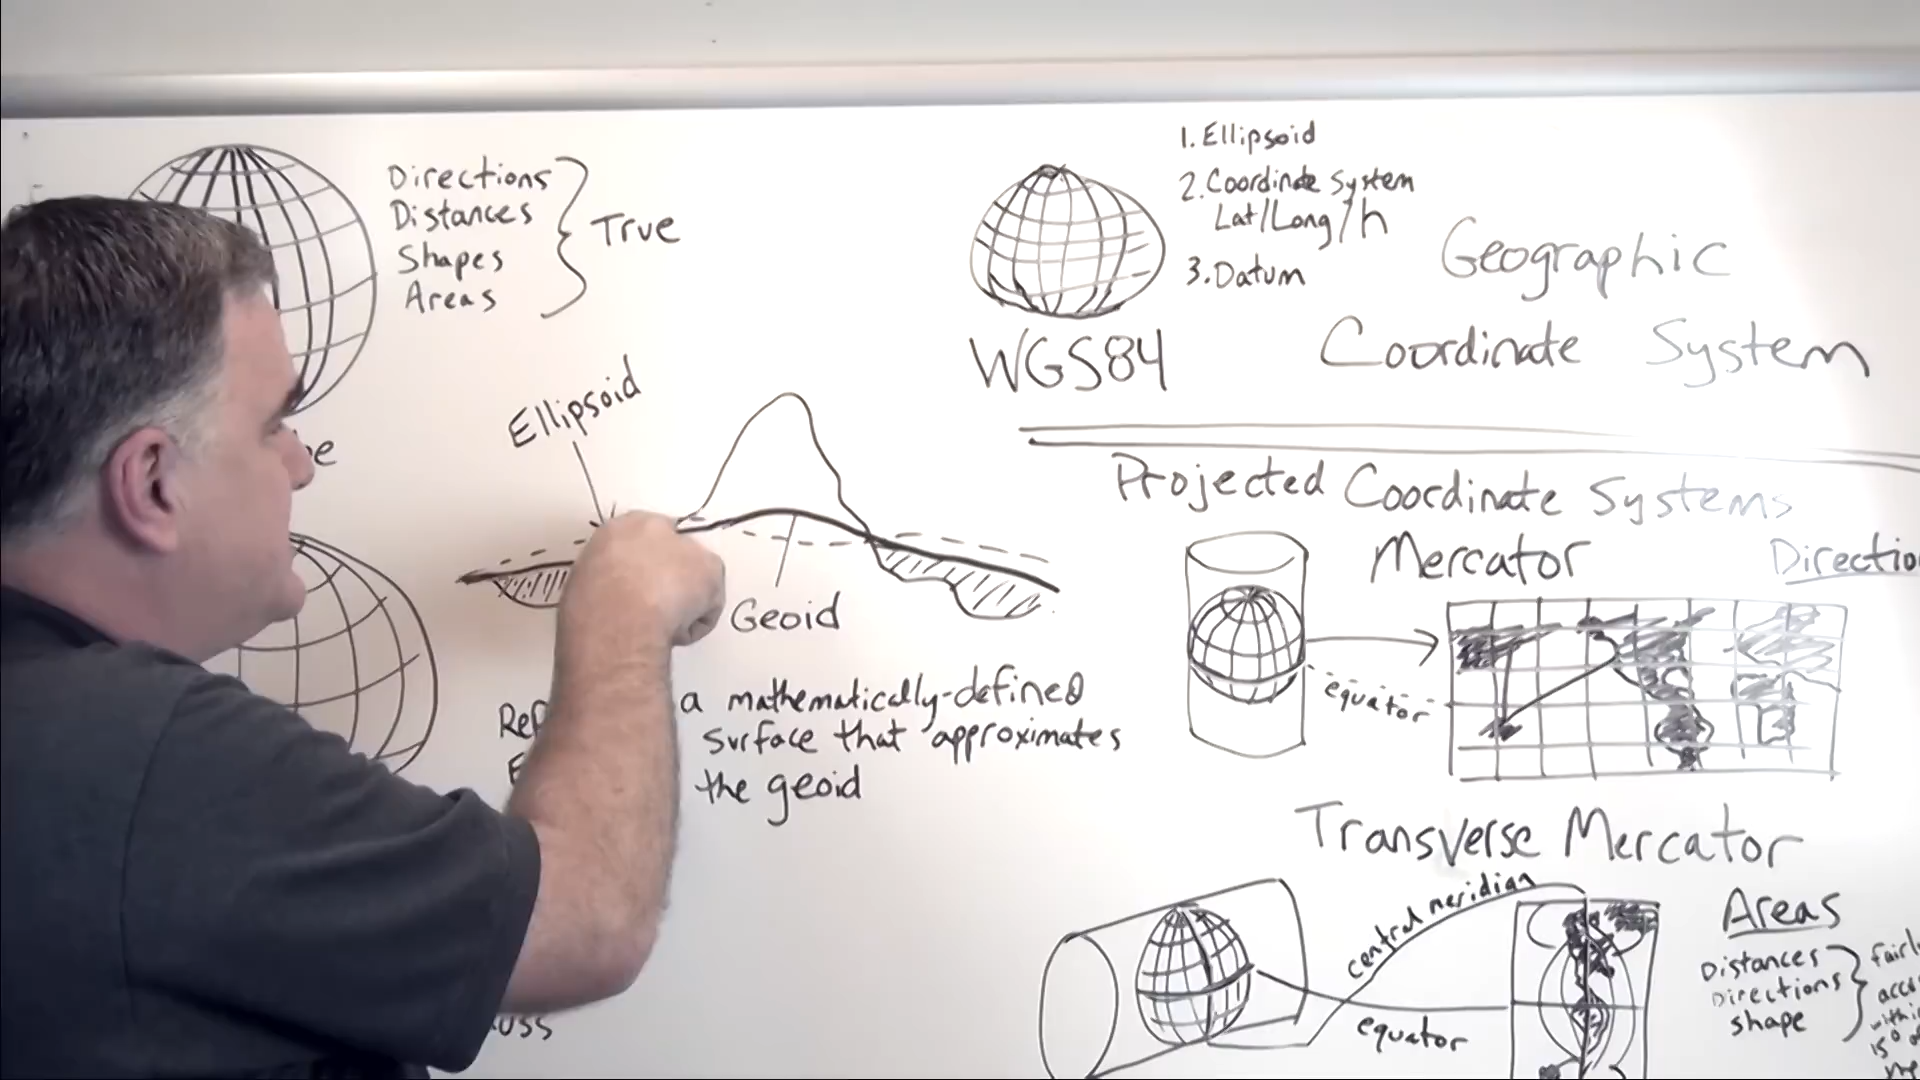 Directions
Distances
Shapes
Areas
True
Ellipsoid
Geoid
a mathematically-defined
surface that approximates
the geoid
1. Ellipsoid
2. Coordinate System
Lat/Long/h
3. Datum
WGS84
Geographic
Coordinate System
Projected Coordinate Systems
Mercator
equator
Transverse Mercator
central meridian
equator
Areas
Distances
Directions
shape